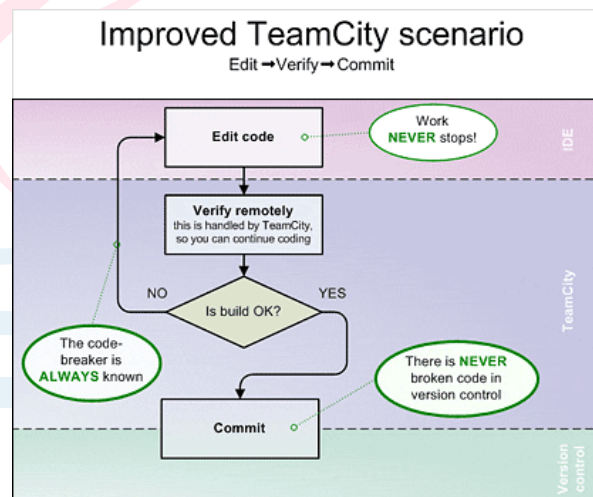 Improved TeamCity scenario
Edit → Verify → Commit
Edit code
Work
NEVER stops!
IDE
Verify remotely
this is handled by TeamCity,
so you can continue coding
NO
YES
Is build OK?
TeamCity
The code-
breaker is
ALWAYS known
There is NEVER
broken code in
version control
Commit
Version
control